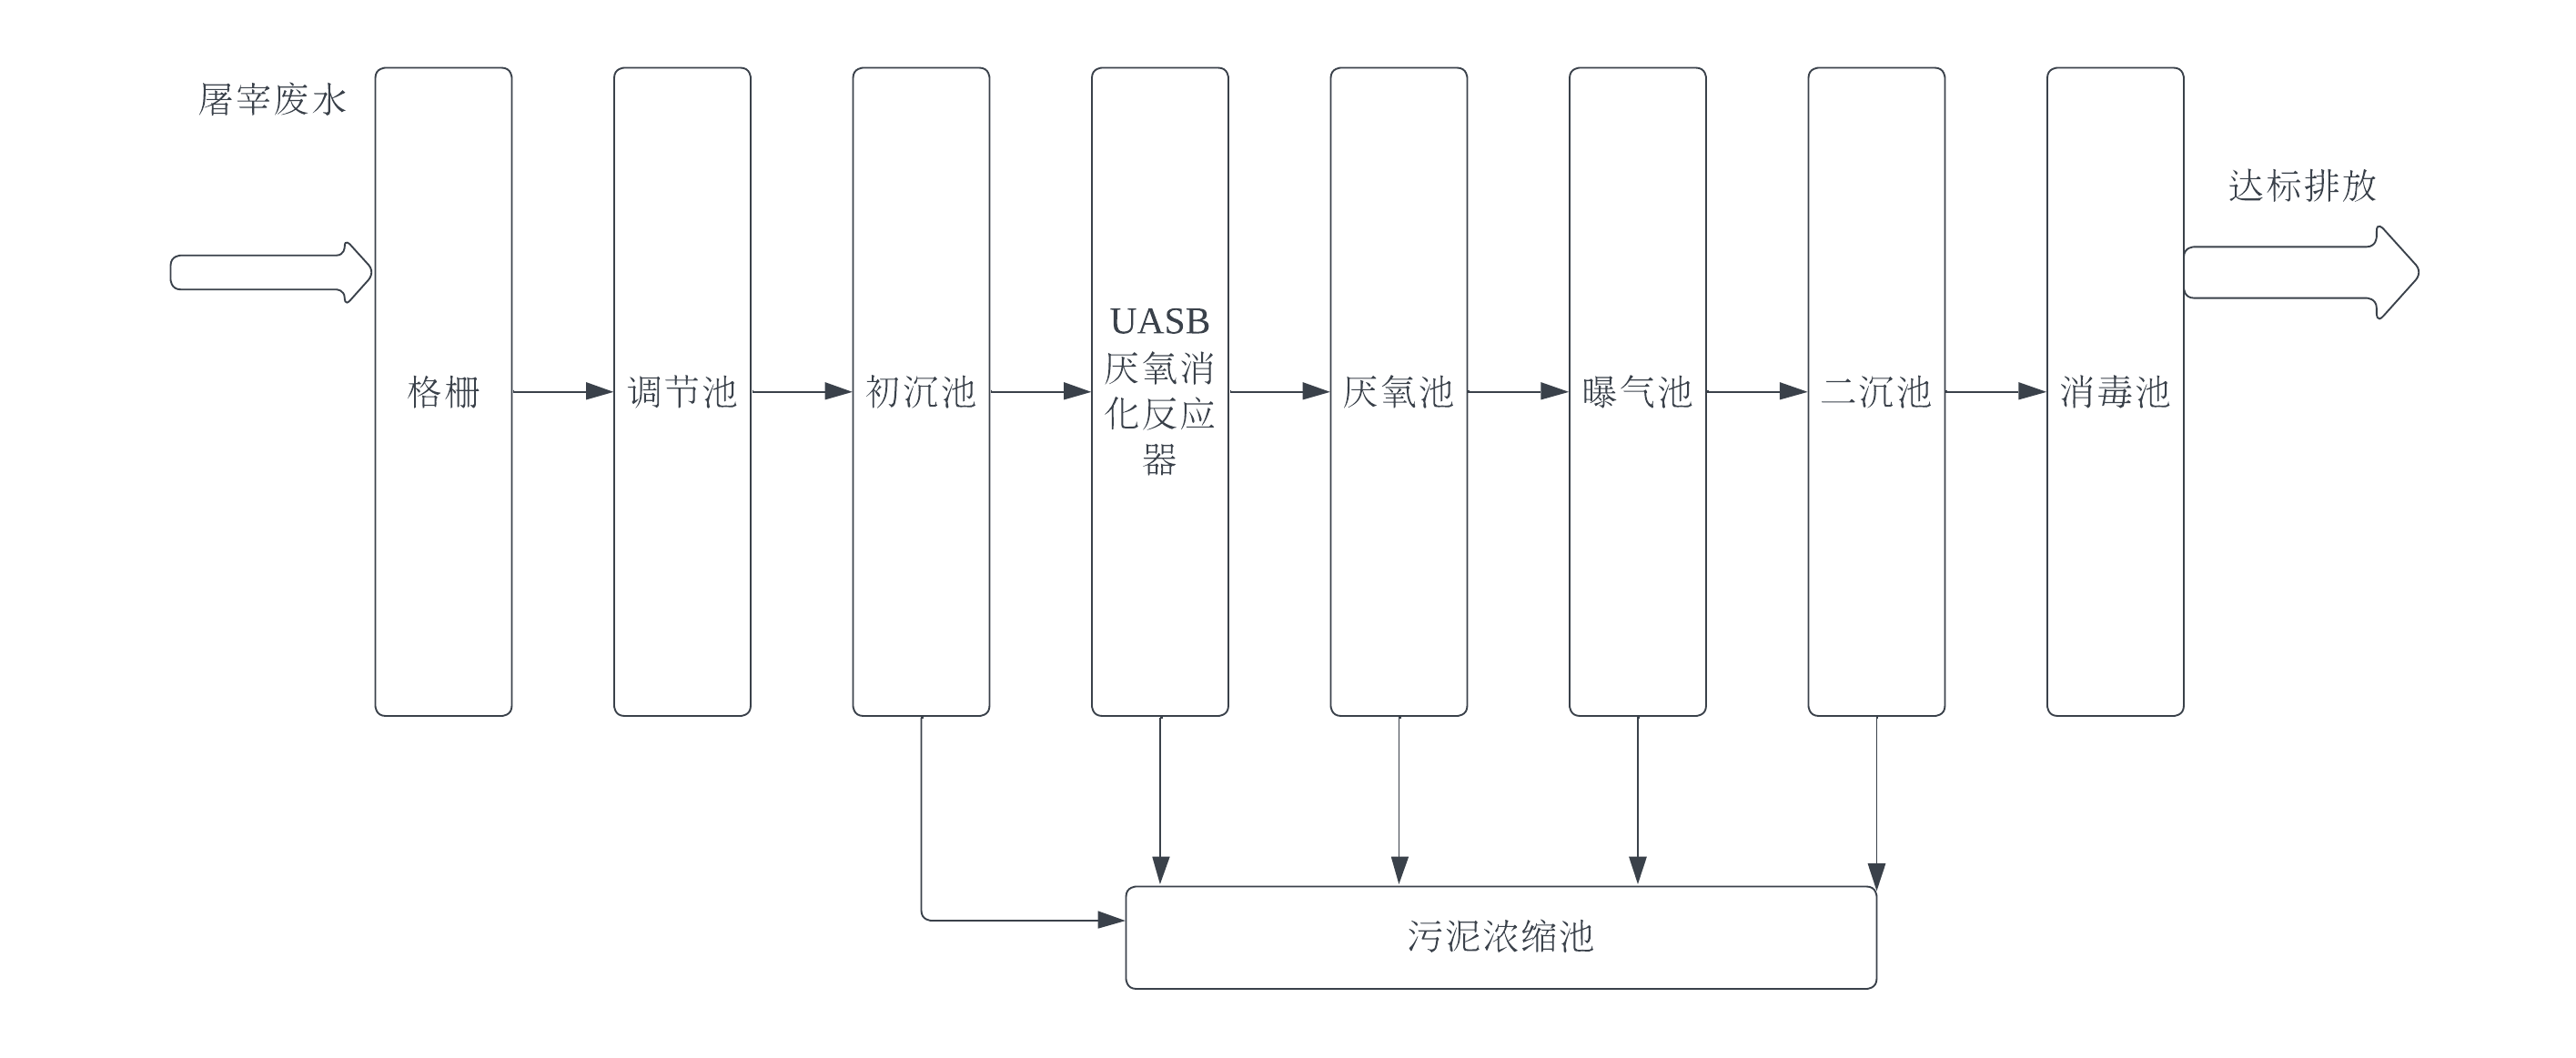 屠宰废水
达标排放
格栅
调节池
初沉池
UASB
厌氧消
化反应
器
厌氧池
曝气池
二沉池
消毒池
污泥浓缩池